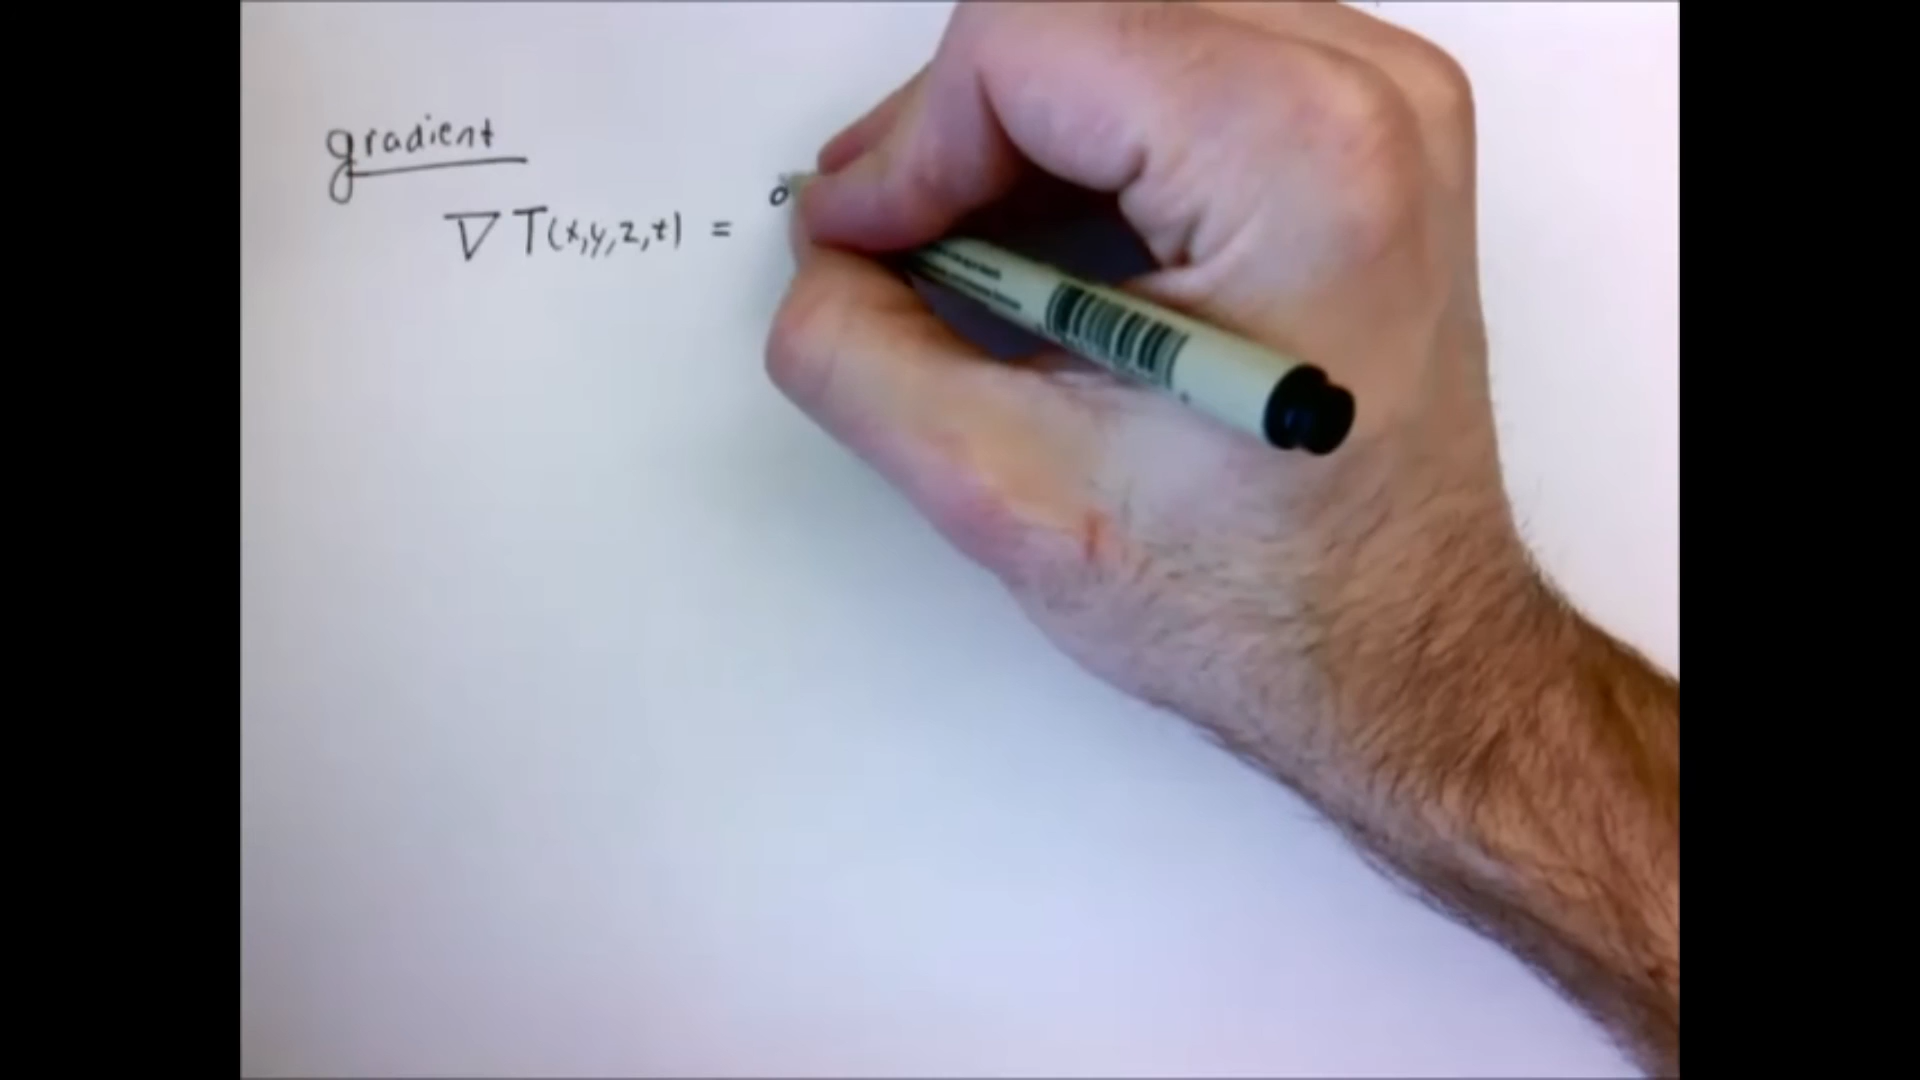 gradient
∇ T(x,y,z,t) =